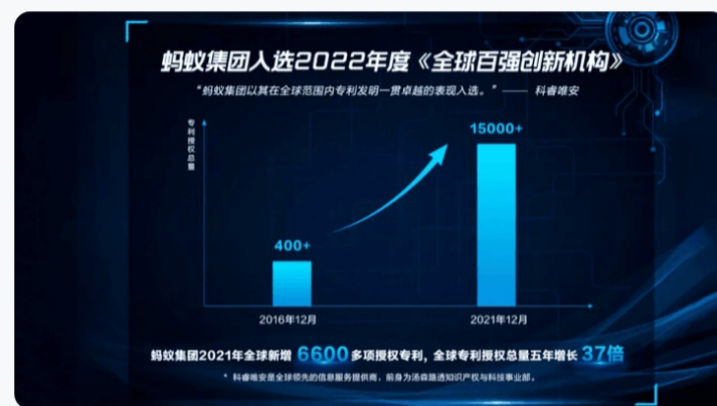 蚂蚁集团入选2022年度《全球百强创新机构》
“蚂蚁集团以其在全球范围内专利发明一贯卓越的表现入选。” —— 科睿唯安
专利授权总量
15000+
400+
2016年12月
2021年12月
蚂蚁集团2021年全球新增 6600 多项授权专利，全球专利授权总量五年增长 37倍
* 科睿唯安是全球领先的信息服务提供商，前身为汤森路透知识产权与科技事业部。